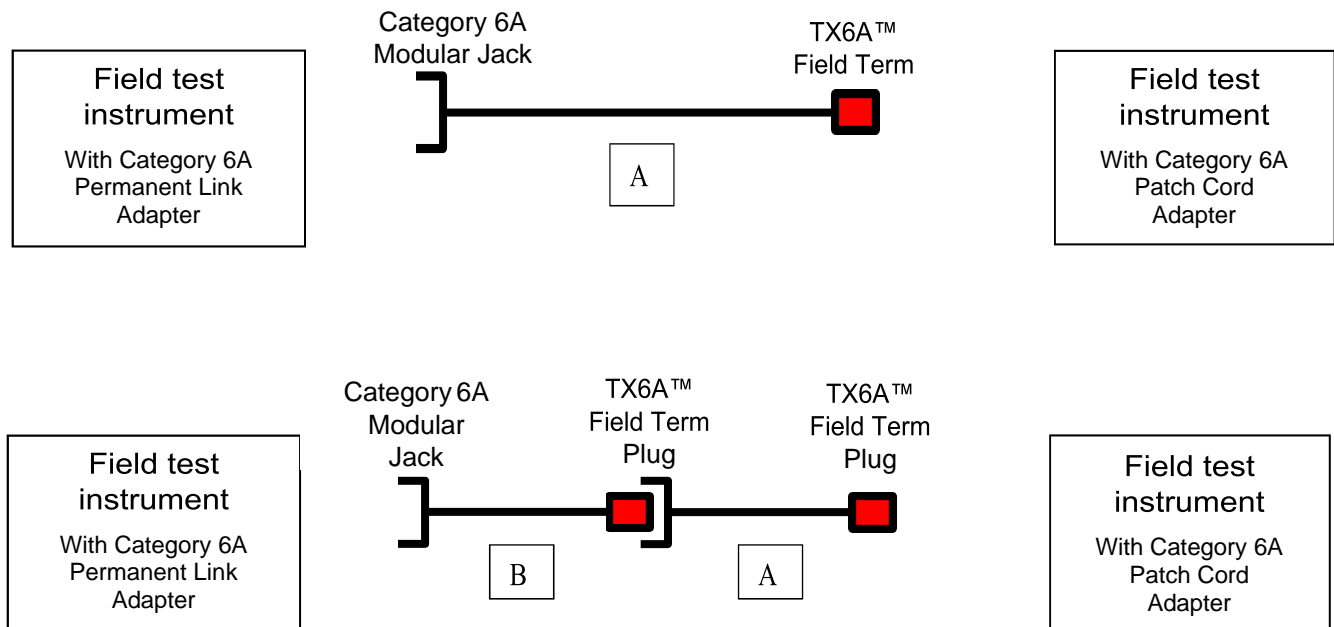 Field test
instrument
With Category 6A
Permanent Link
Adapter
Category 6A
Modular Jack
A
TX6A™
Field Term
Field test
instrument
With Category 6A
Patch Cord
Adapter
Field test
instrument
With Category 6A
Permanent Link
Adapter
Category 6A
Modular
Jack
B
TX6A™
Field Term
Plug
A
TX6A™
Field Term
Plug
Field test
instrument
With Category 6A
Patch Cord
Adapter